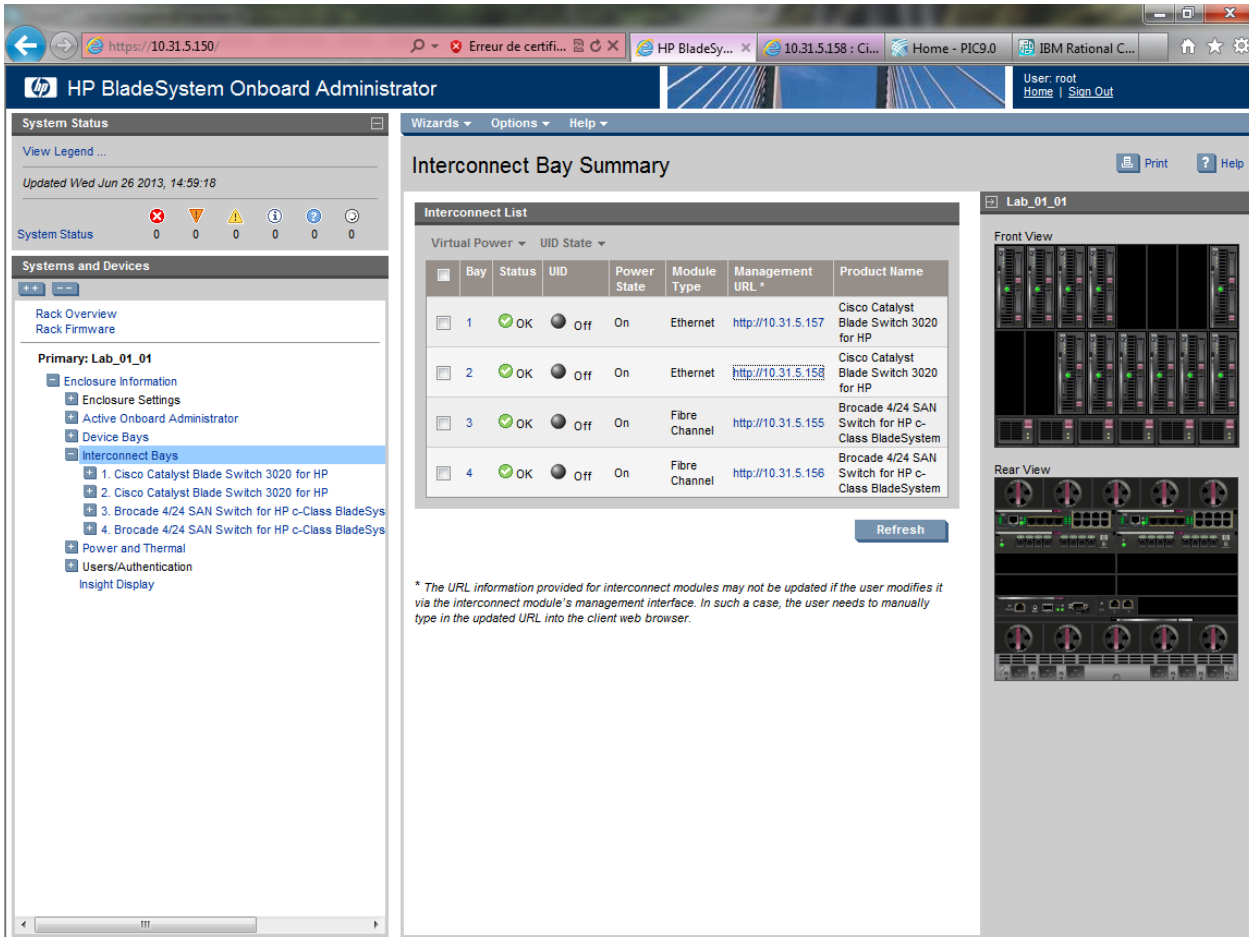 https://10.31.5.150/
Erreur de certifi...
HP BladeSy...
10.31.5.158 : Ci...
Home - PIC9.0
IBM Rational C...
hp
HP BladeSystem Onboard Administrator
User: root
Home | Sign Out
System Status
View Legend ...
Updated Wed Jun 26 2013, 14:59:18
System Status 0 0 0 0 0 0
Systems and Devices
++ --
Rack Overview
Rack Firmware
Primary: Lab_01_01
Enclosure Information
Enclosure Settings
Active Onboard Administrator
Device Bays
Interconnect Bays
1. Cisco Catalyst Blade Switch 3020 for HP
2. Cisco Catalyst Blade Switch 3020 for HP
3. Brocade 4/24 SAN Switch for HP c-Class BladeSys
4. Brocade 4/24 SAN Switch for HP c-Class BladeSys
Power and Thermal
Users/Authentication
Insight Display
Wizards Options Help
Interconnect Bay Summary
Print
? Help
Interconnect List
Virtual Power UID State
Bay Status UID Power State Module Type Management URL * Product Name
1 OK Off On Ethernet http://10.31.5.157 Cisco Catalyst Blade Switch 3020 for HP
2 OK Off On Ethernet http://10.31.5.158 Cisco Catalyst Blade Switch 3020 for HP
3 OK Off On Fibre Channel http://10.31.5.155 Brocade 4/24 SAN Switch for HP c-Class BladeSystem
4 OK Off On Fibre Channel http://10.31.5.156 Brocade 4/24 SAN Switch for HP c-Class BladeSystem
Refresh
* The URL information provided for interconnect modules may not be updated if the user modifies it
via the interconnect module's management interface. In such a case, the user needs to manually
type in the updated URL into the client web browser.
Lab_01_01
Front View
Rear View